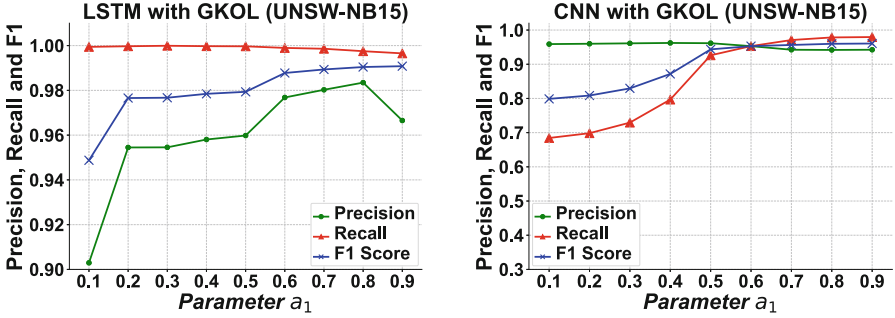 LSTM with GKOL (UNSW-NB15)
Precision, Recall and F1
1.00
0.98
0.96
0.94
0.92
0.90
Precision
Recall
F1 Score
0.1 0.2 0.3 0.4 0.5 0.6 0.7 0.8 0.9
Parameter a₁
CNN with GKOL (UNSW-NB15)
Precision, Recall and F1
1.0
0.9
0.8
0.7
0.6
0.5
0.4
0.3
Precision
Recall
F1 Score
0.1 0.2 0.3 0.4 0.5 0.6 0.7 0.8 0.9
Parameter a₁